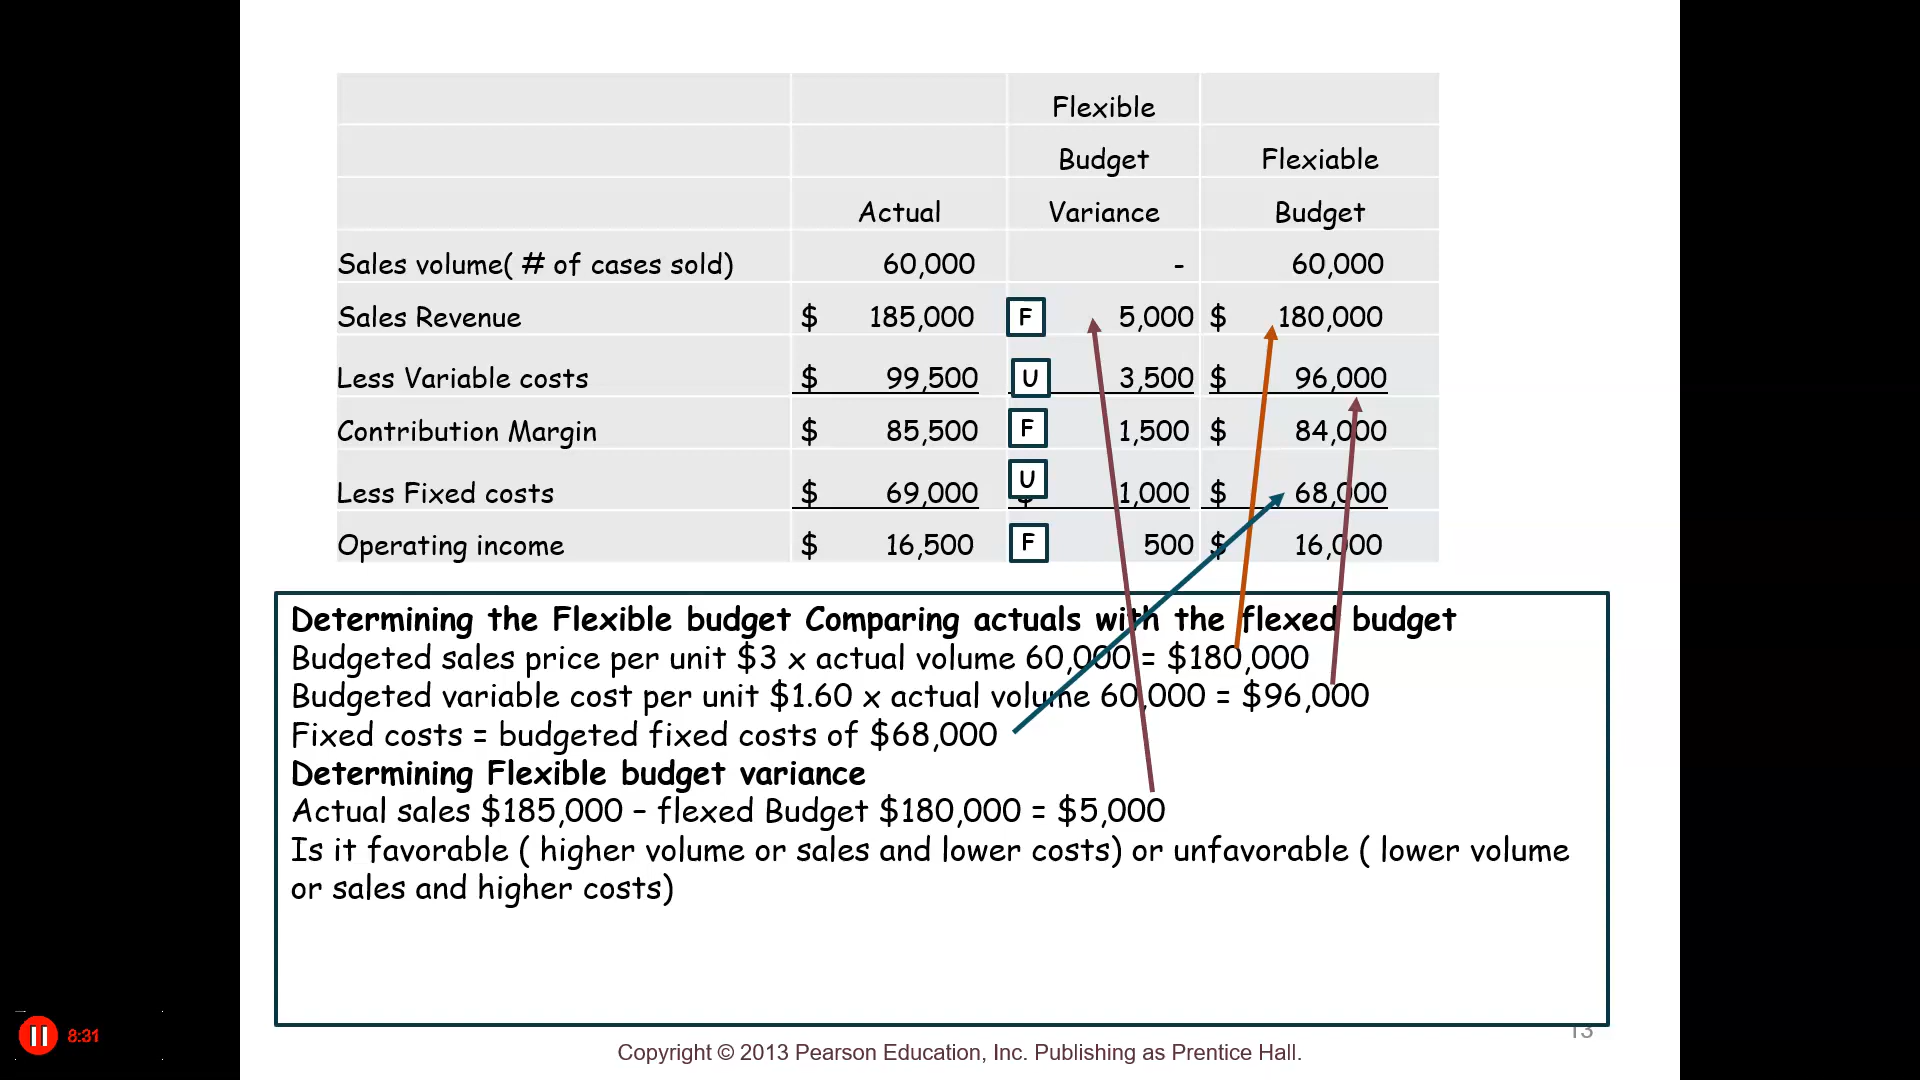 Flexible
Budget Flexiable
Actual Variance Budget
Sales volume( # of cases sold) 60,000 - 60,000
Sales Revenue $ 185,000 F 5,000 $ 180,000
Less Variable costs $ 99,500 U 3,500 $ 96,000
Contribution Margin $ 85,500 F 1,500 $ 84,000
Less Fixed costs $ 69,000 U $ 1,000 $ 68,000
Operating income $ 16,500 F 500 $ 16,000
Determining the Flexible budget Comparing actuals with the flexed budget
Budgeted sales price per unit $3 x actual volume 60,000 = $180,000
Budgeted variable cost per unit $1.60 x actual volume 60,000 = $96,000
Fixed costs = budgeted fixed costs of $68,000
Determining Flexible budget variance
Actual sales $185,000 – flexed Budget $180,000 = $5,000
Is it favorable ( higher volume or sales and lower costs) or unfavorable ( lower volume
or sales and higher costs)
8:31
13
Copyright © 2013 Pearson Education, Inc. Publishing as Prentice Hall.